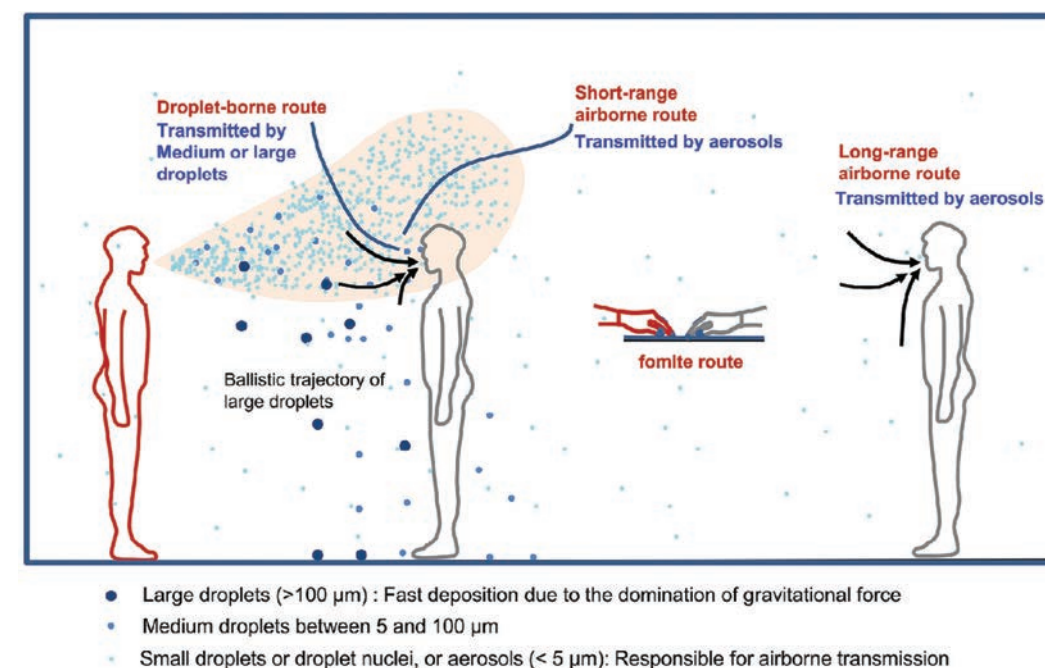 Droplet-borne route
Transmitted by
Medium or large
droplets
Short-range
airborne route
Transmitted by aerosols
Long-range
airborne route
Transmitted by aerosols
Ballistic trajectory of
large droplets
fomite route
Large droplets (>100 µm) : Fast deposition due to the domination of gravitational force
Medium droplets between 5 and 100 µm
Small droplets or droplet nuclei, or aerosols (< 5 µm): Responsible for airborne transmission